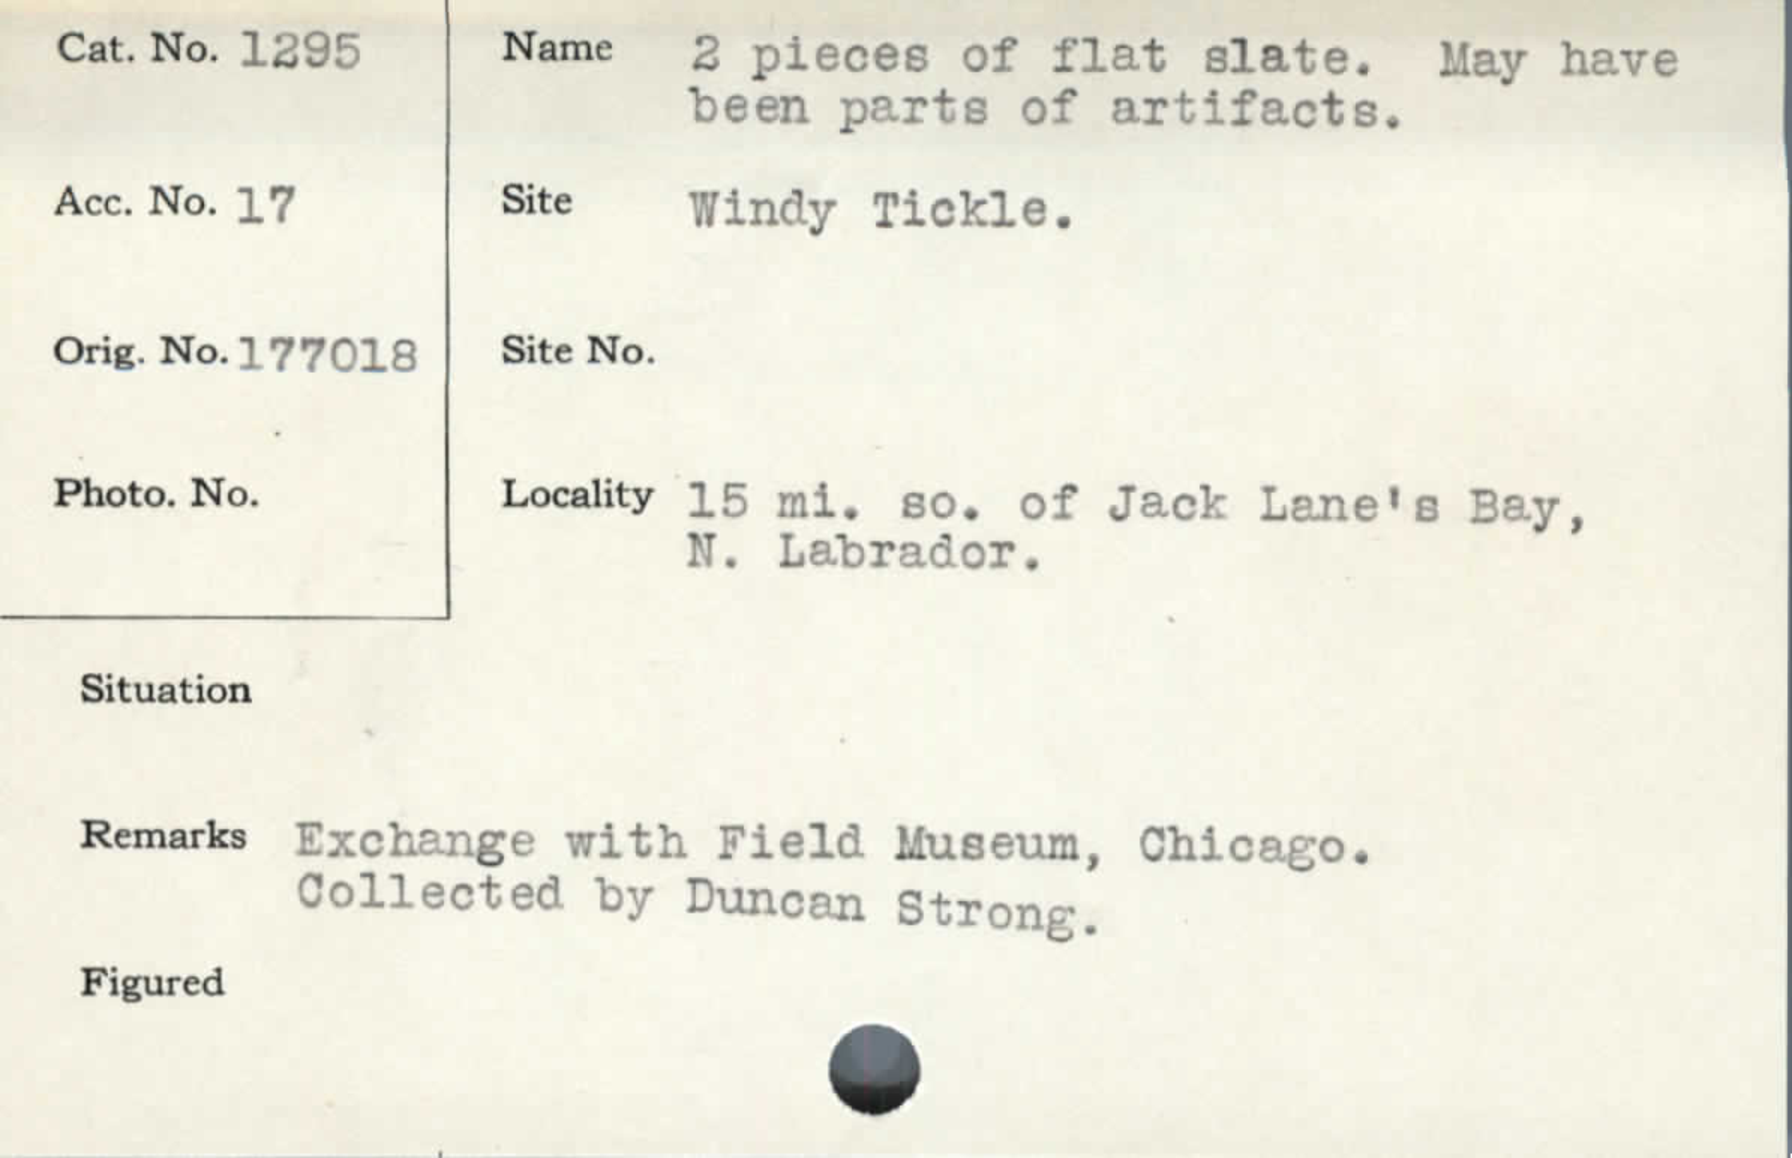 Cat. No. 1295
Name 2 pieces of flat slate. May have
been parts of artifacts.
Acc. No. 17
Site Windy Tickle.
Orig. No. 177018
Site No.
Photo. No.
Locality 15 mi. so. of Jack Lane's Bay,
N. Labrador.
Situation
Remarks Exchange with Field Museum, Chicago.
Collected by Duncan Strong.
Figured